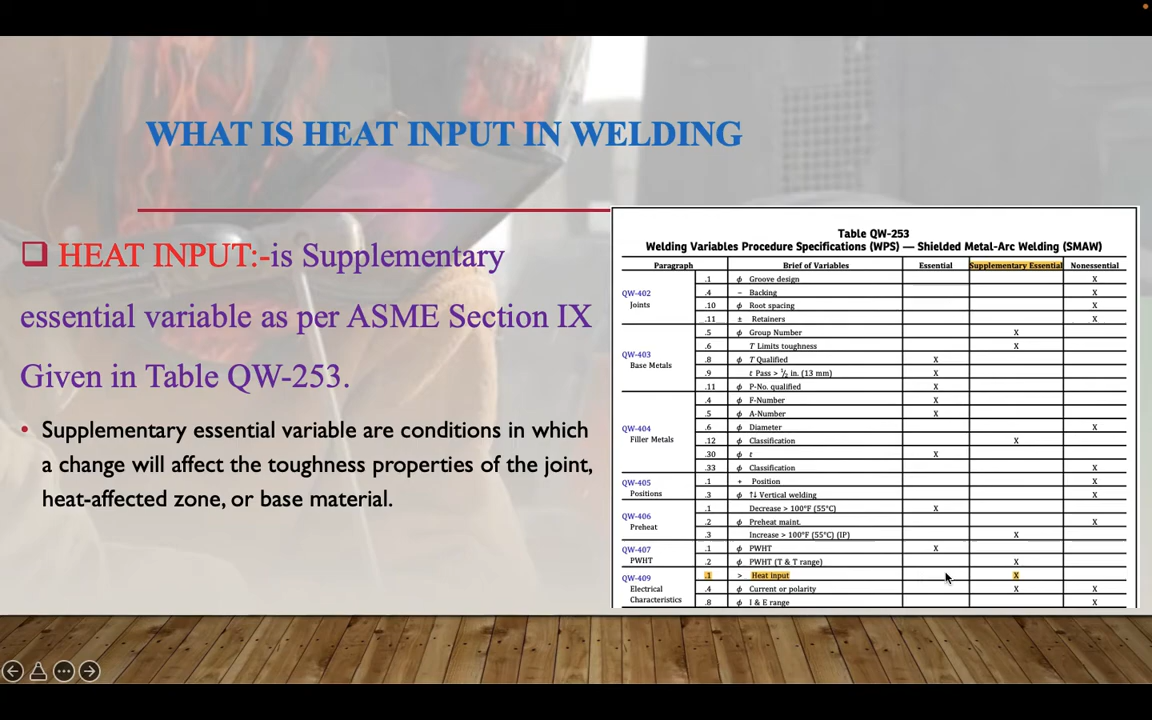 WHAT IS HEAT INPUT IN WELDING
❑ HEAT INPUT:-is Supplementary
essential variable as per ASME Section IX
Given in Table QW-253.
• Supplementary essential variable are conditions in which
a change will affect the toughness properties of the joint,
heat-affected zone, or base material.
Table QW-253
Welding Variables Procedure Specifications (WPS) — Shielded Metal-Arc Welding (SMAW)
Paragraph Brief of Variables Essential Supplementary Essential Nonessential
QW-402
Joints
.1 ϕ Groove design X
.4 − Backing X
.10 ϕ Root spacing X
.11 ± Retainers X
QW-403
Base Metals
.5 ϕ Group Number X
.6 T Limits toughness X
.8 ϕ T Qualified X
.9 t Pass > 1/2 in. (13 mm) X
.11 ϕ P-No. qualified X
QW-404
Filler Metals
.4 ϕ F-Number X
.5 ϕ A-Number X
.6 ϕ Diameter X
.12 ϕ Classification X
.30 ϕ t X
.33 ϕ Classification X
QW-405
Positions
.1 + Position X
.3 ϕ ↑↓ Vertical welding X
QW-406
Preheat
.1 Decrease > 100°F (55°C) X
.2 ϕ Preheat maint. X
.3 Increase > 100°F (55°C) (IP) X
QW-407
PWHT
.1 ϕ PWHT X
.2 ϕ PWHT (T & T range) X
QW-409
Electrical
Characteristics
.1 > Heat input X
.4 ϕ Current or polarity X X
.8 ϕ I & E range X